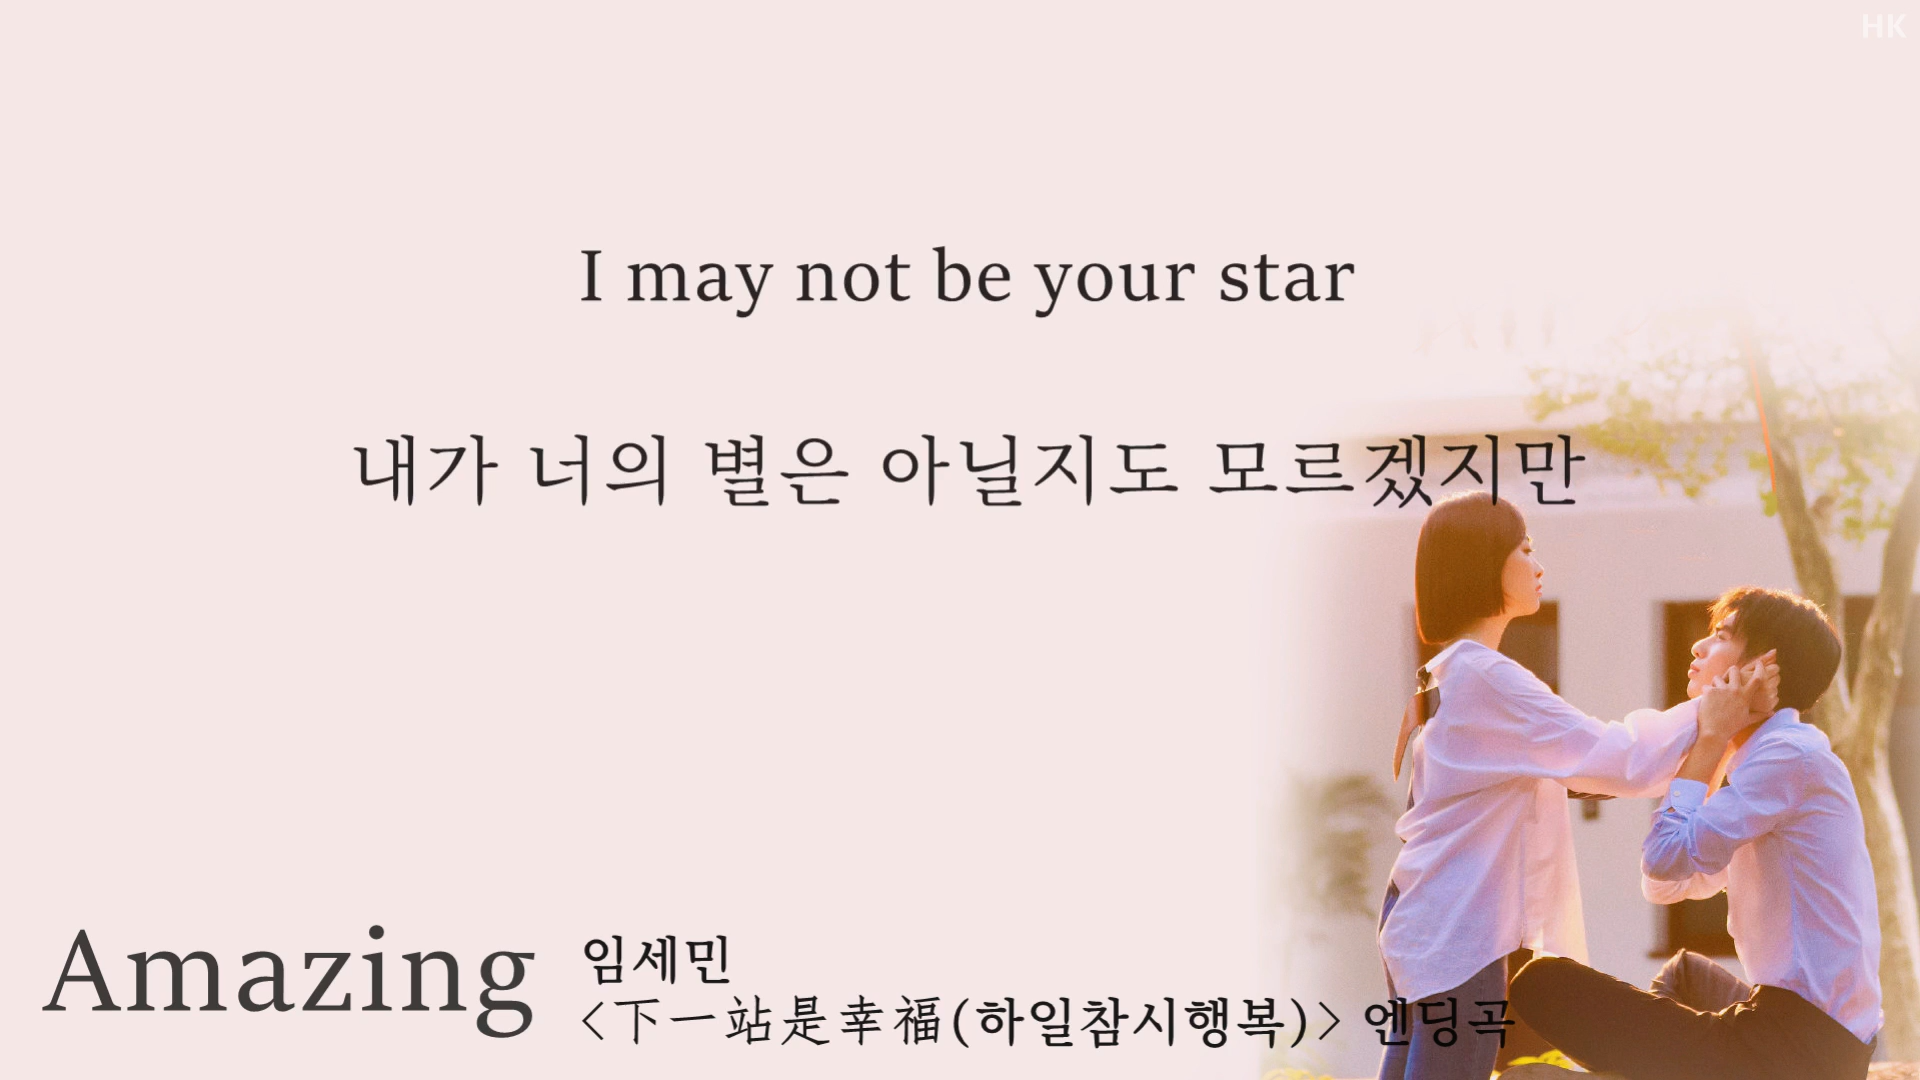 HK
I may not be your star
내가 너의 별은 아닐지도 모르겠지만
Amazing
임세민
<下一站是幸福(하일참시행복)> 엔딩곡